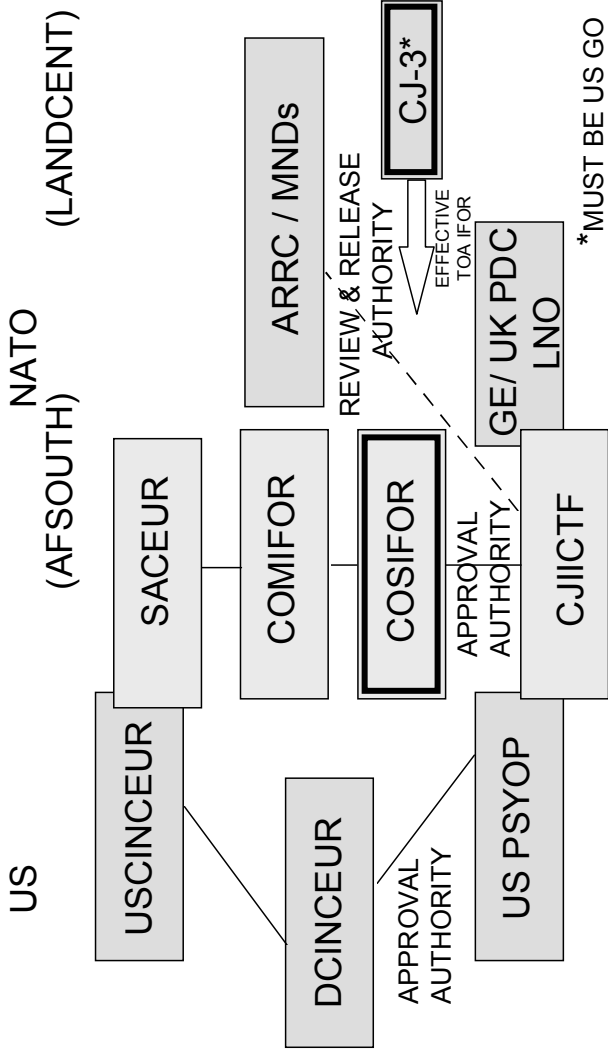 US
NATO
(AFSOUTH)
(LANDCENT)
USCINCEUR
SACEUR
DCINCEUR
COMIFOR
ARRC / MNDs
COSIFOR
REVIEW & RELEASE
AUTHORITY
CJ-3*
EFFECTIVE
TOA IFOR
APPROVAL
AUTHORITY
APPROVAL
AUTHORITY
US PSYOP
CJIICTF
GE/ UK PDC
LNO
*MUST BE US GO